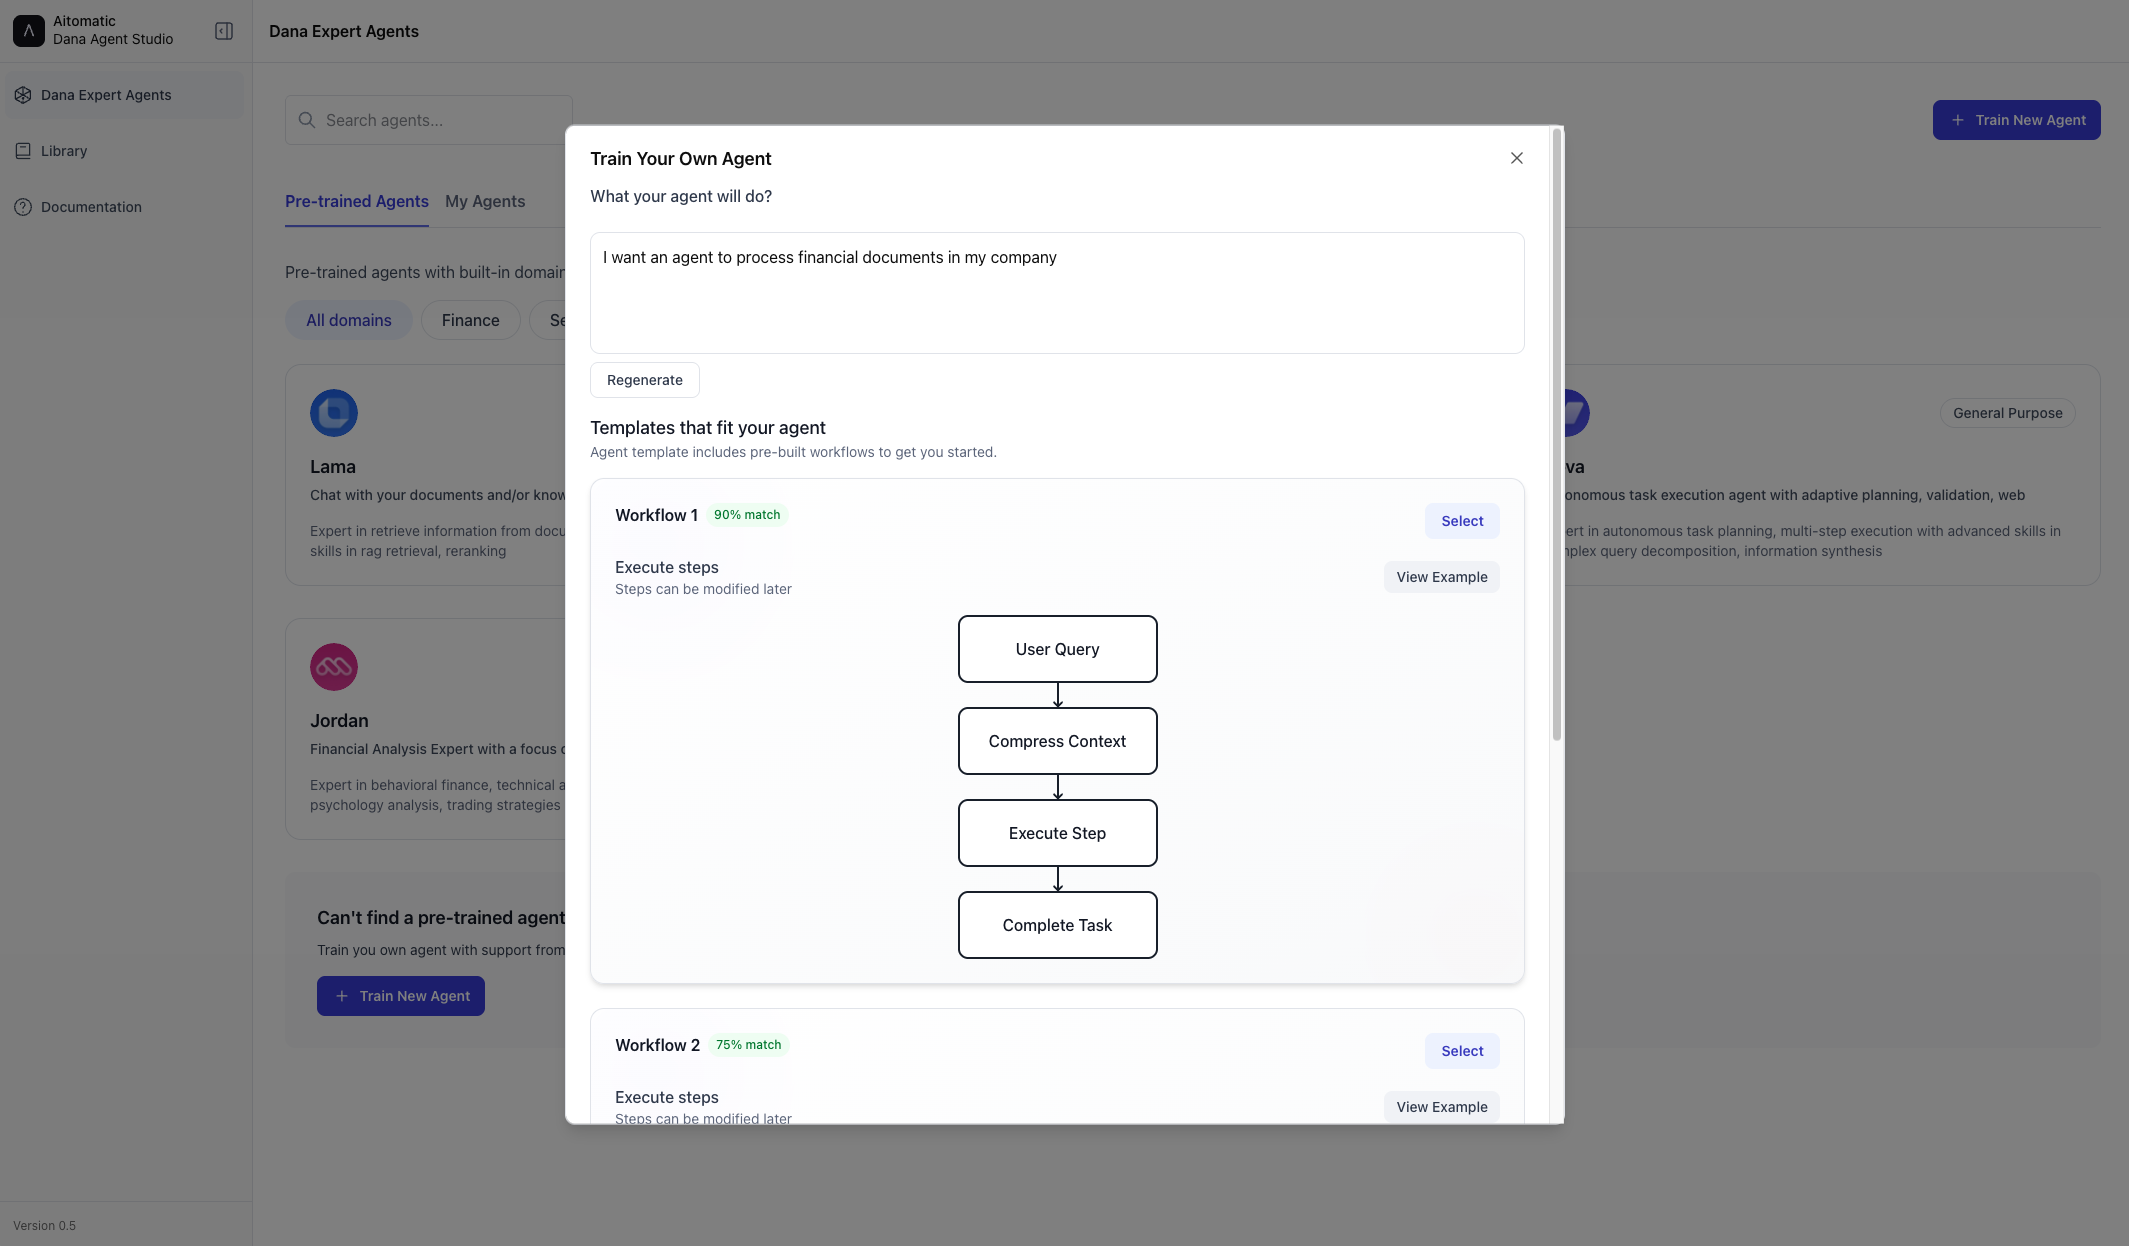 Aitomatic
Dana Agent Studio
Dana Expert Agents
Dana Expert Agents
Library
Documentation
Version 0.5
Search agents...
Train New Agent
Pre-trained Agents
My Agents
Pre-trained agents with built-in domain
All domains
Finance
Se
Lama
Chat with your documents and/or know
Expert in retrieve information from docu
skills in rag retrieval, reranking
General Purpose
va
onomous task execution agent with adaptive planning, validation, web
ert in autonomous task planning, multi-step execution with advanced skills in
mplex query decomposition, information synthesis
Jordan
Financial Analysis Expert with a focus o
Expert in behavioral finance, technical a
psychology analysis, trading strategies
Can't find a pre-trained agent
Train you own agent with support from
Train New Agent
Train Your Own Agent
What your agent will do?
I want an agent to process financial documents in my company
Regenerate
Templates that fit your agent
Agent template includes pre-built workflows to get you started.
Workflow 1
90% match
Select
Execute steps
Steps can be modified later
View Example
User Query
Compress Context
Execute Step
Complete Task
Workflow 2
75% match
Select
Execute steps
Steps can be modified later
View Example